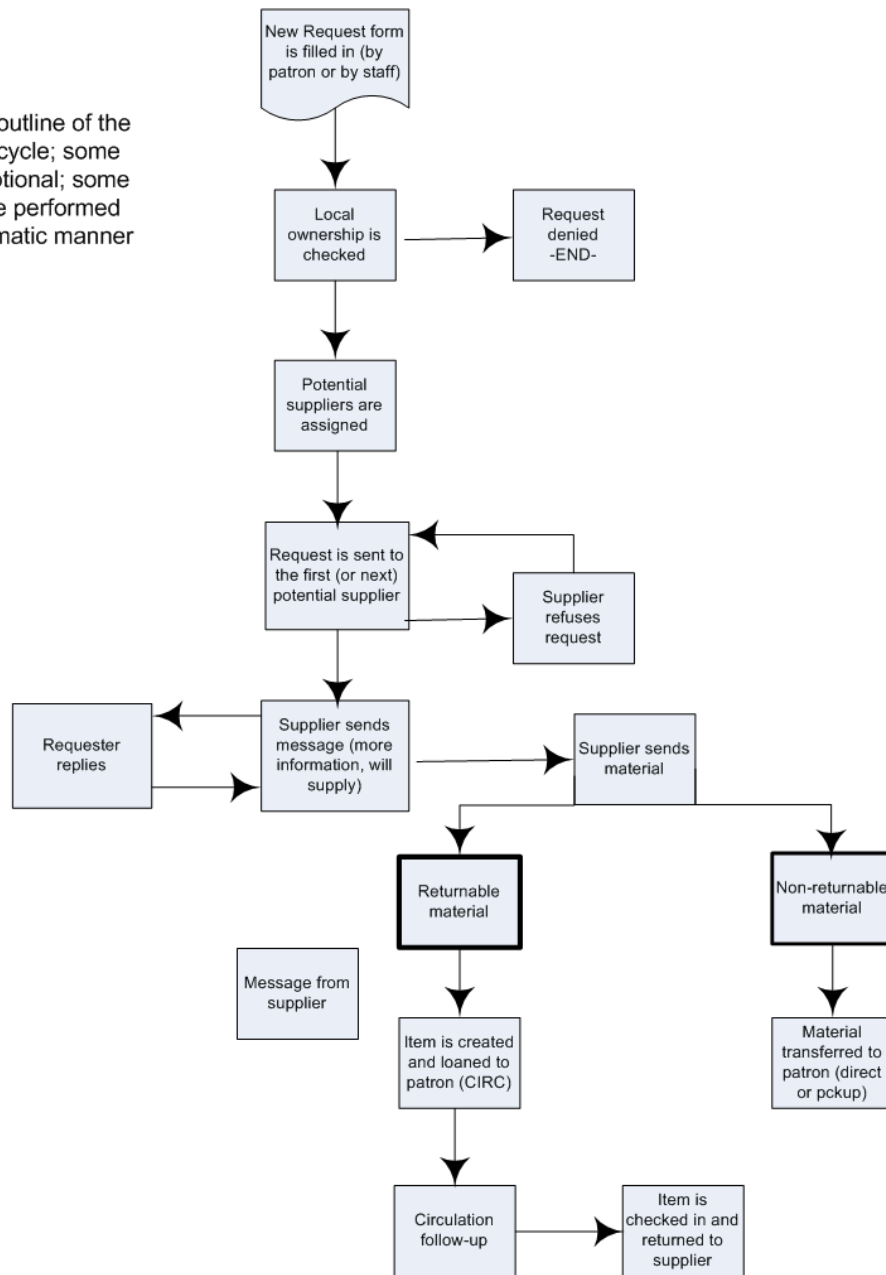 New Request form
is filled in (by
patron or by staff)
outline of the
cycle; some
tional; some
performed
manner
Local
ownership is
checked
Request
denied
-END-
Potential
suppliers are
assigned
Request is sent to
the first (or next)
potential supplier
Supplier
refuses
request
Requester
replies
Supplier sends
message (more
information, will
supply)
Supplier sends
material
Returnable
material
Non-returnable
material
Message from
supplier
Item is created
and loaned to
patron (CIRC)
Material
transferred to
patron (direct
or pckup)
Circulation
follow-up
Item is
checked in and
returned to
supplier